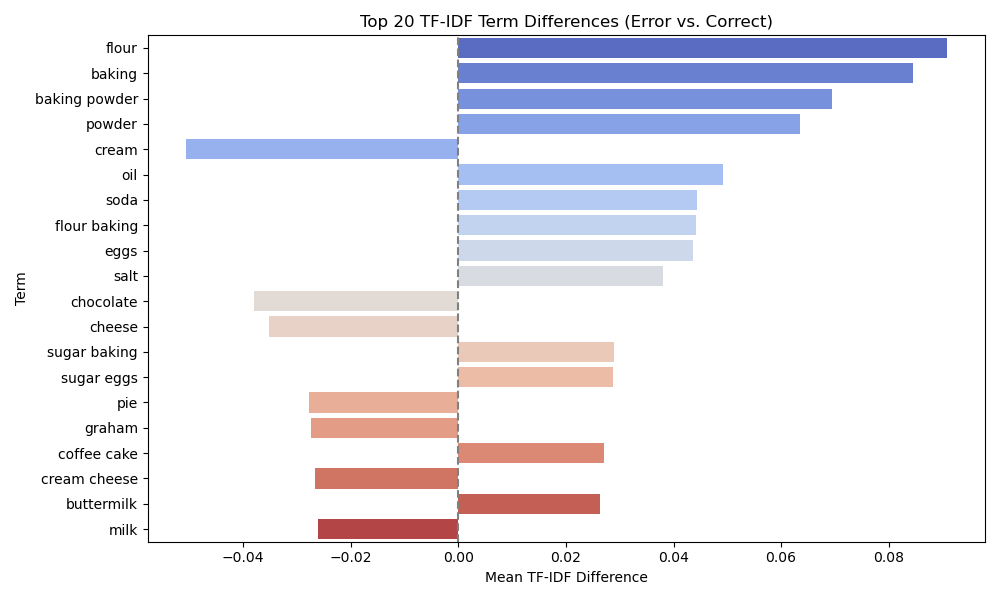 Top 20 TF-IDF Term Differences (Error vs. Correct)
flour
baking
baking powder
powder
cream
oil
soda
flour baking
eggs
salt
chocolate
cheese
sugar baking
sugar eggs
pie
graham
coffee cake
cream cheese
buttermilk
milk
Term
−0.04 −0.02 0.00 0.02 0.04 0.06 0.08
Mean TF-IDF Difference